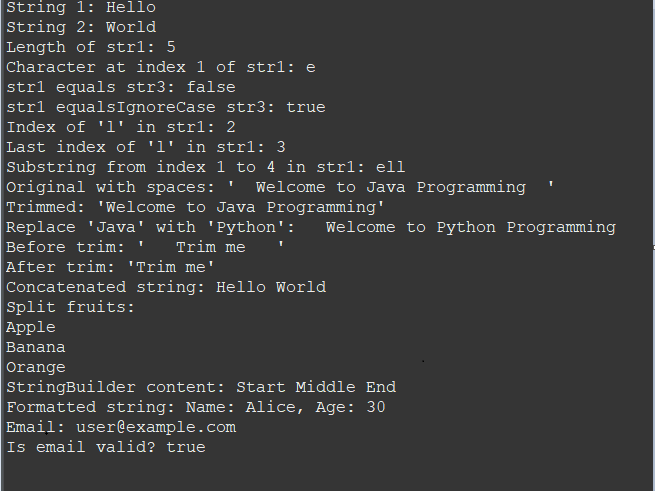 String 1: Hello
String 2: World
Length of str1: 5
Character at index 1 of str1: e
str1 equals str3: false
str1 equalsIgnoreCase str3: true
Index of 'l' in str1: 2
Last index of 'l' in str1: 3
Substring from index 1 to 4 in str1: ell
Original with spaces: '  Welcome to Java Programming  '
Trimmed: 'Welcome to Java Programming'
Replace 'Java' with 'Python':   Welcome to Python Programming
Before trim: '   Trim me   '
After trim: 'Trim me'
Concatenated string: Hello World
Split fruits:
Apple
Banana
Orange
StringBuilder content: Start Middle End
Formatted string: Name: Alice, Age: 30
Email: user@example.com
Is email valid? true